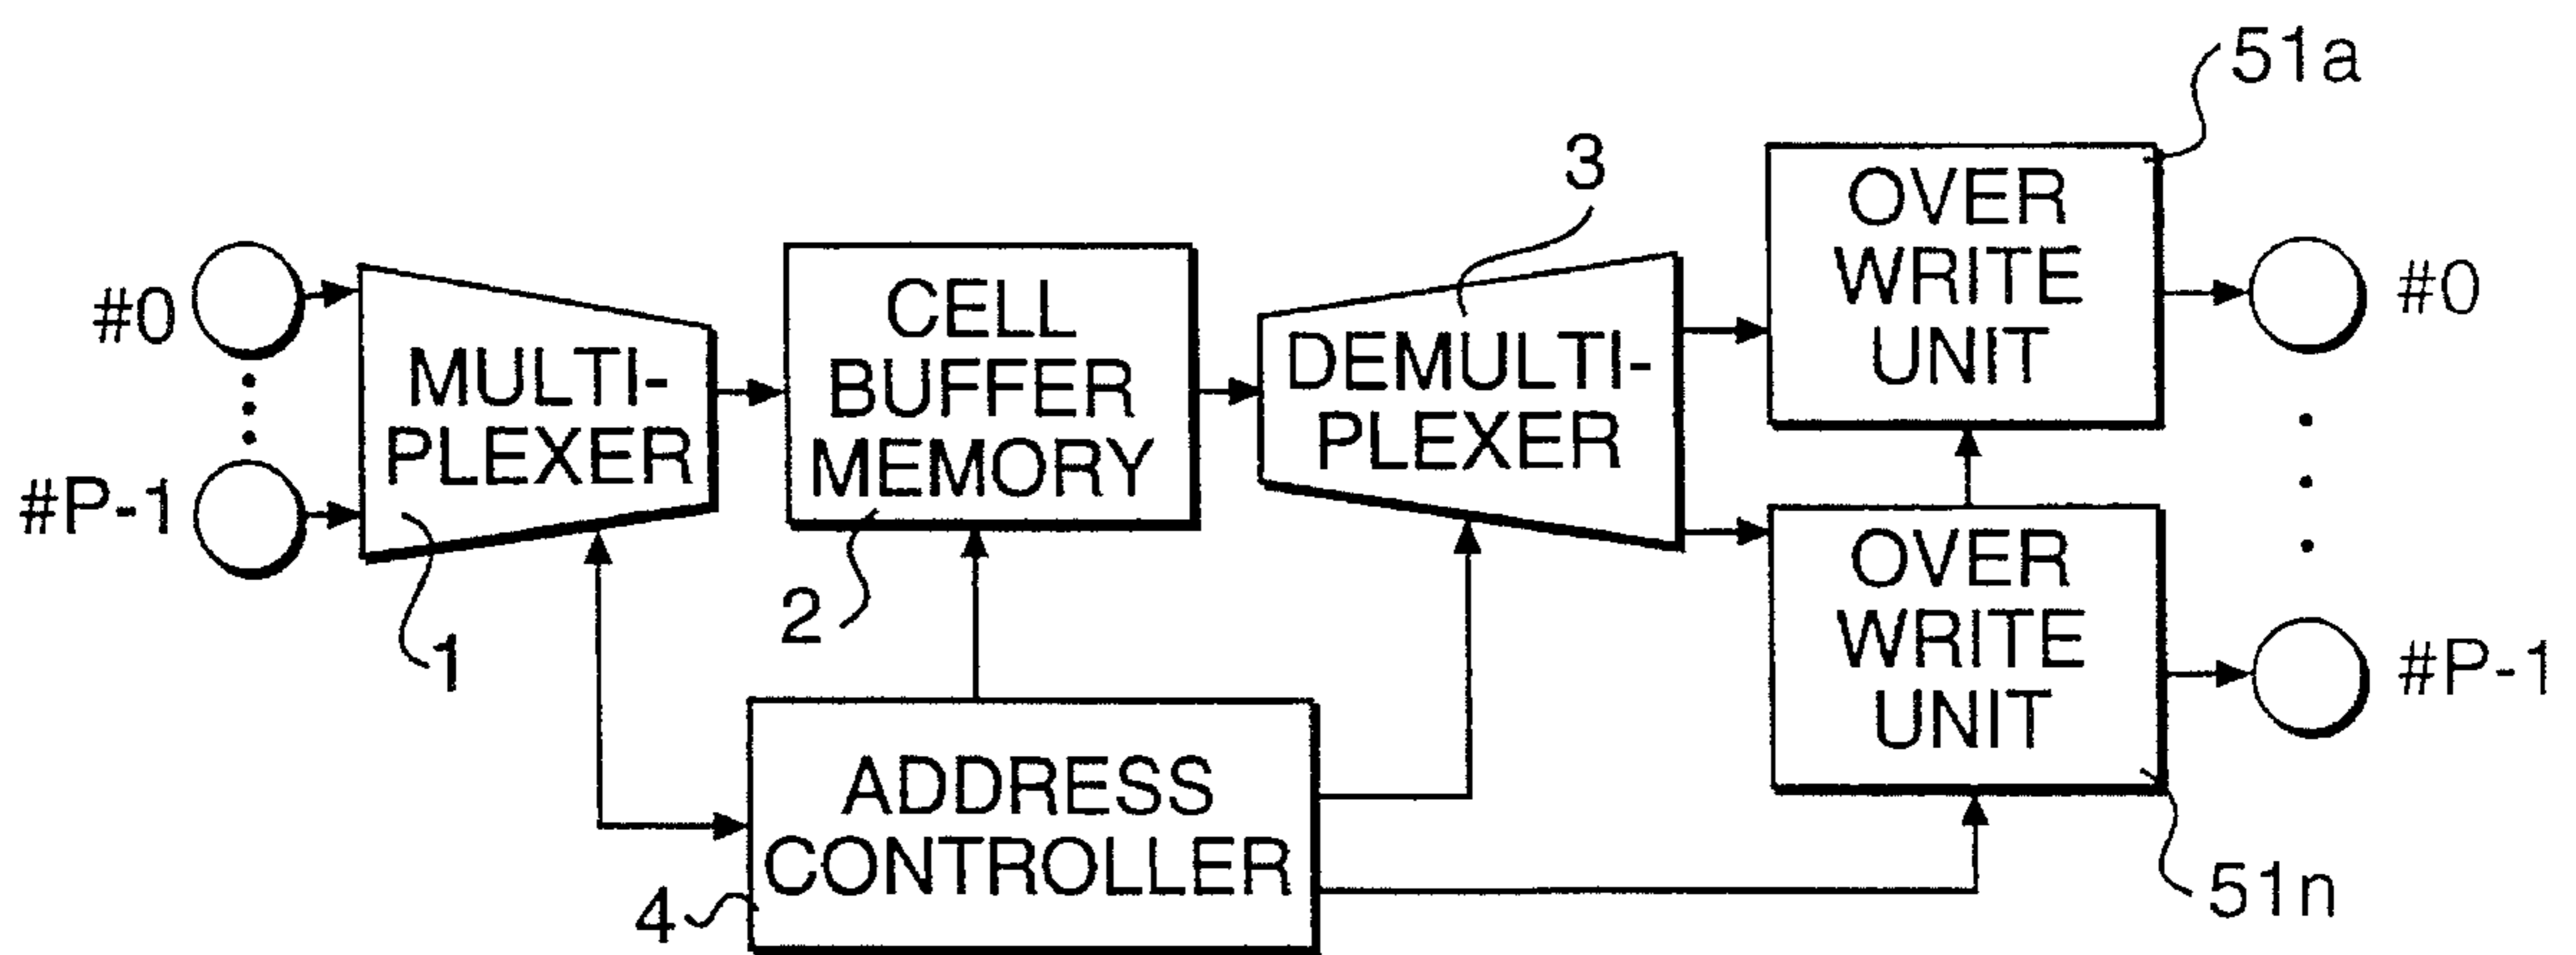 51a
3
OVER
WRITE
UNIT
#0
MULTI-
PLEXER
CELL
BUFFER
MEMORY
DEMULTI-
PLEXER
#0
#P-1
OVER
WRITE
UNIT
#P-1
1
2
ADDRESS
CONTROLLER
4
51n